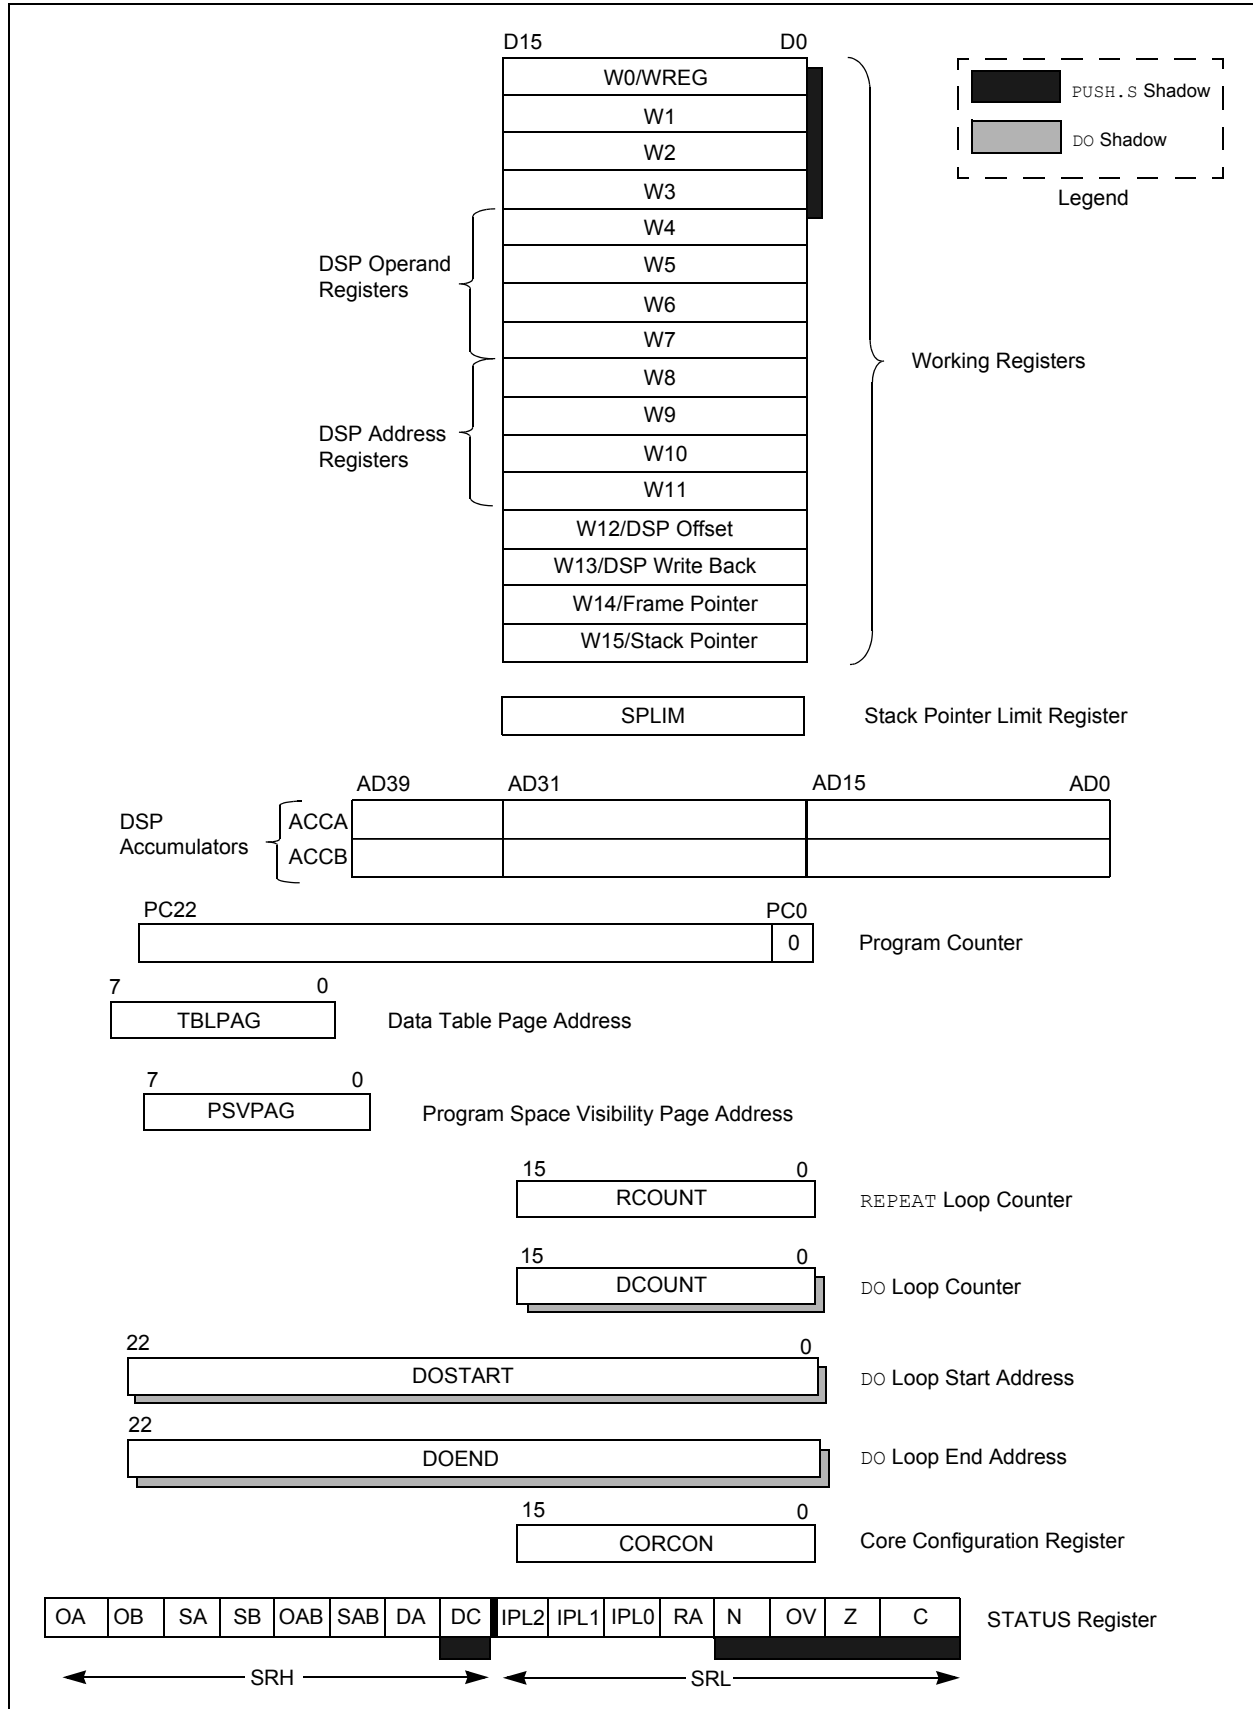 D15 D0
W0/WREG
W1
W2
W3
W4
W5
W6
W7
W8
W9
W10
W11
W12/DSP Offset
W13/DSP Write Back
W14/Frame Pointer
W15/Stack Pointer
PUSH.S Shadow
DO Shadow
Legend
DSP Operand
Registers
DSP Address
Registers
Working Registers
SPLIM Stack Pointer Limit Register
AD39 AD31 AD15 AD0
DSP
Accumulators
ACCA
ACCB
PC22 PC0
0 Program Counter
7 0
TBLPAG Data Table Page Address
7 0
PSVPAG Program Space Visibility Page Address
15 0
RCOUNT REPEAT Loop Counter
15 0
DCOUNT DO Loop Counter
22 0
DOSTART DO Loop Start Address
22
DOEND DO Loop End Address
15 0
CORCON Core Configuration Register
OA OB SA SB OAB SAB DA DC IPL2 IPL1 IPL0 RA N OV Z C STATUS Register
SRH SRL